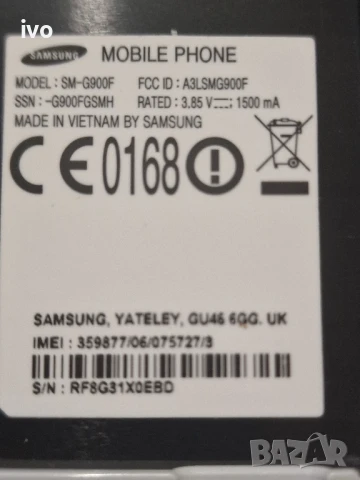 ivo
SAMSUNG MOBILE PHONE
MODEL: SM-G900F FCC ID : A3LSMG900F
SSN: -G900FGSMH RATED : 3,85 V 1500 mA
MADE IN VIETNAM BY SAMSUNG
CE0168
SAMSUNG, YATELEY, GU46 6GG. UK
IMEI : 359877/06/075727/3
S/N : RF8G31X0EBD
BAZAR